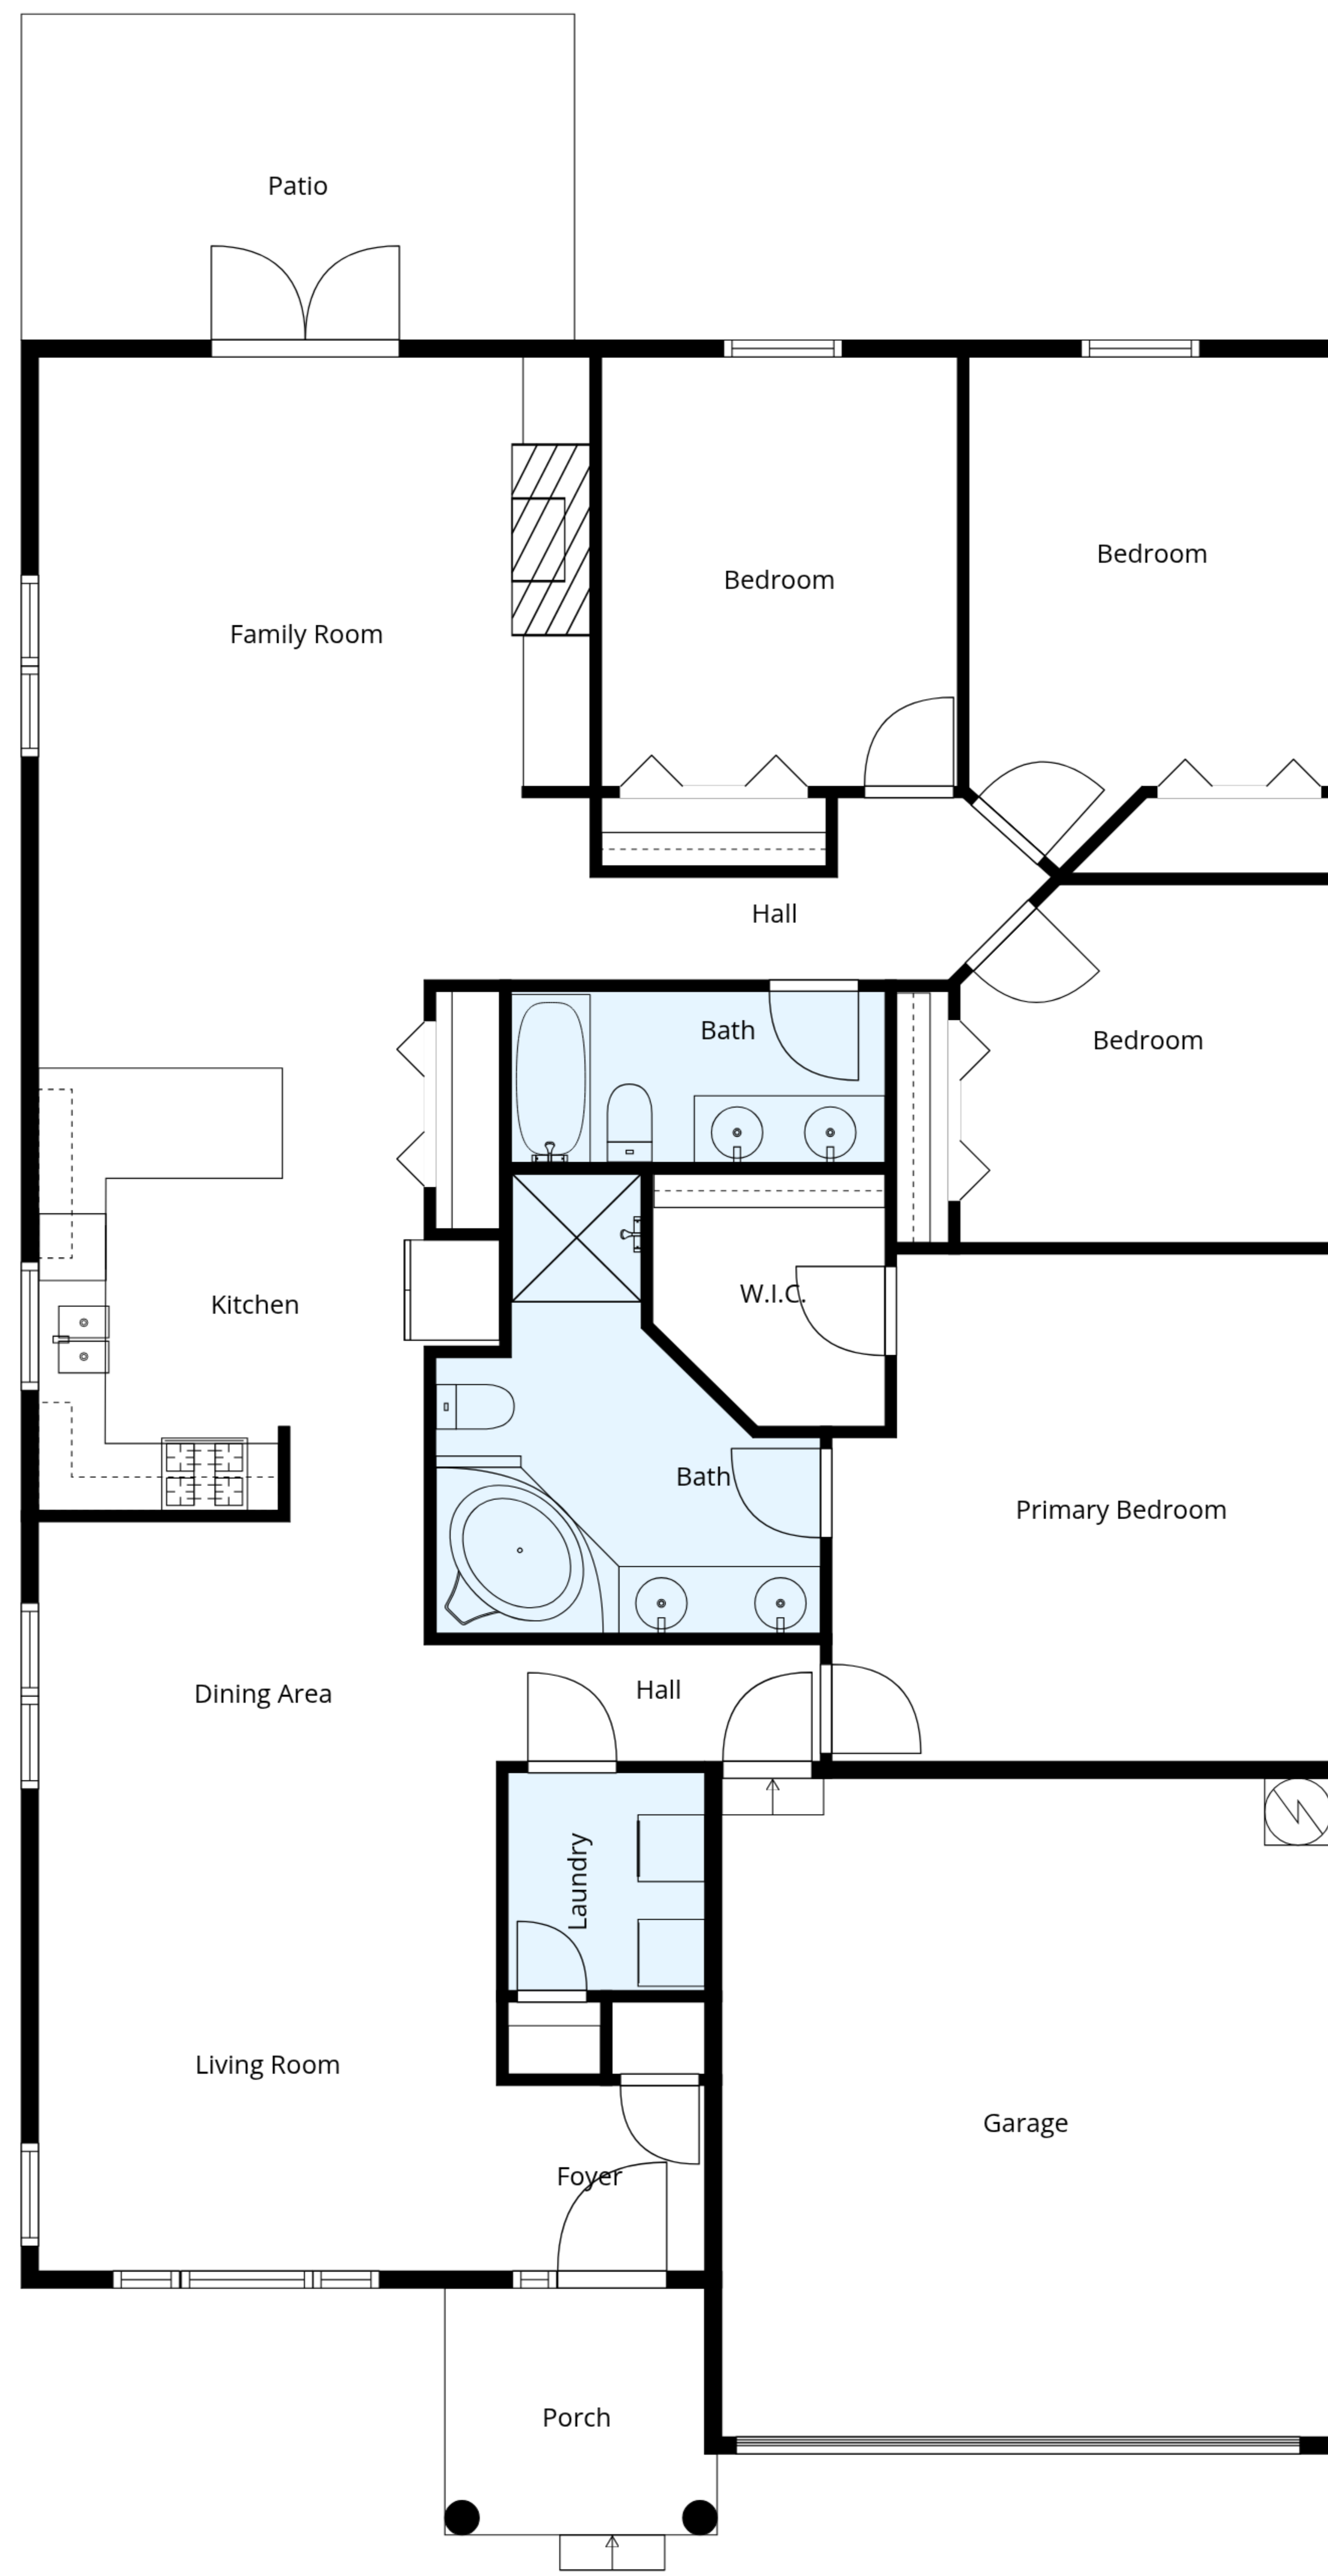 Patio
Family Room
Bedroom
Bedroom
Hall
Bath
Bedroom
Kitchen
W.I.C.
Bath
Primary Bedroom
Dining Area
Hall
Laundry
Living Room
Foyer
Garage
Porch